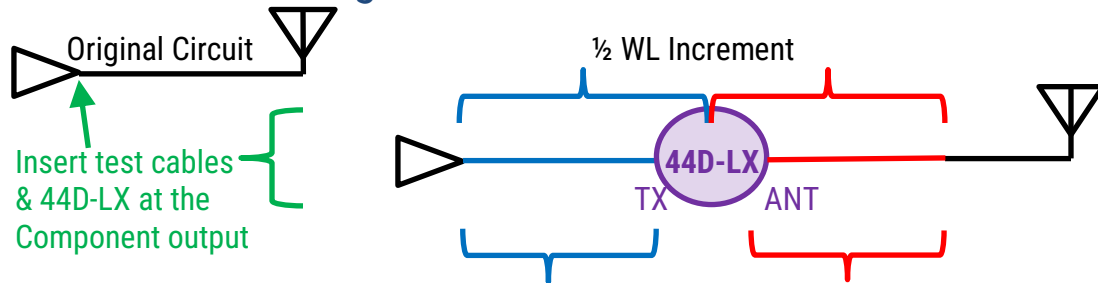 Original Circuit
½ WL Increment
Insert test cables
& 44D-LX at the
Component output
44D-LX
TX
ANT